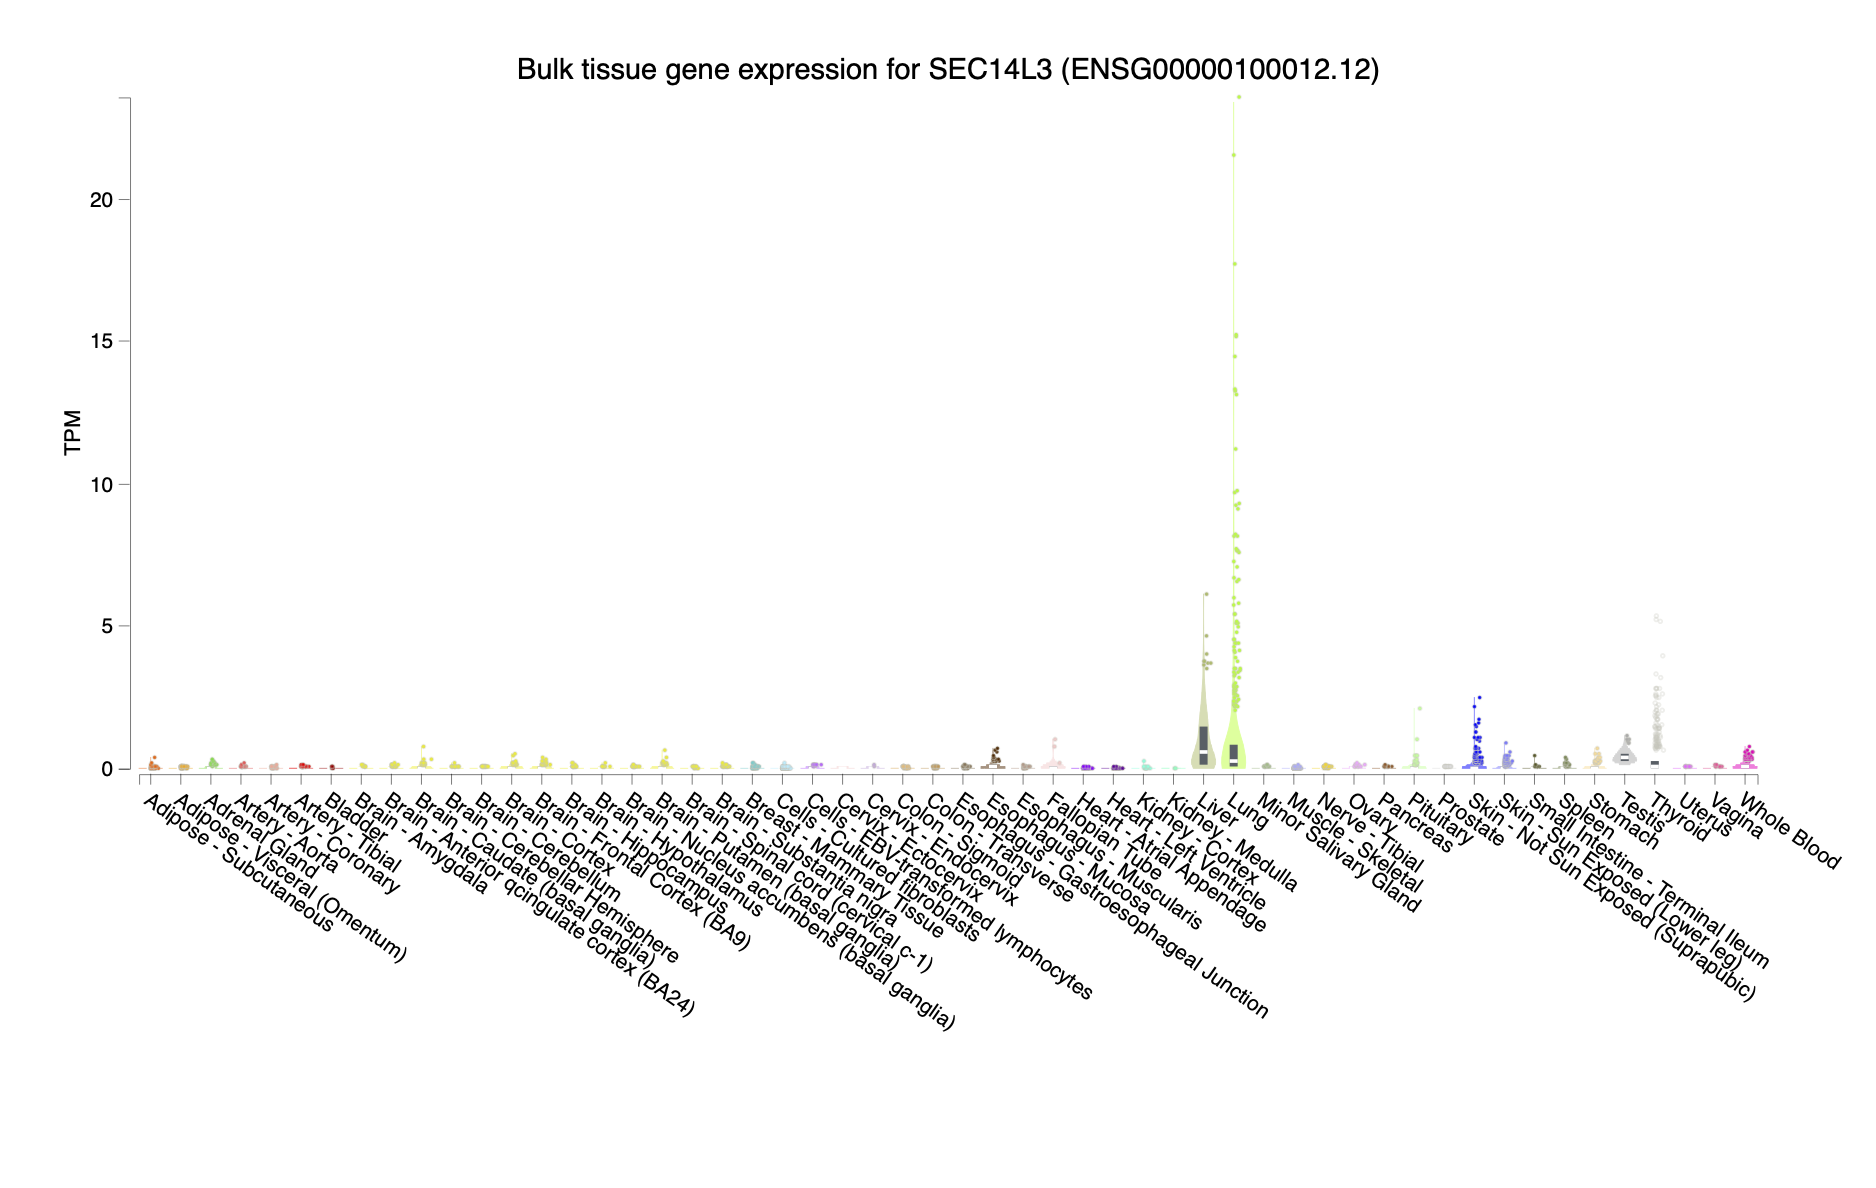 Bulk tissue gene expression for SEC14L3 (ENSG00000100012.12)
TPM
20
15
10
5
0
Adipose - Subcutaneous
Adipose - Visceral (Omentum)
Adrenal Gland
Artery - Aorta
Artery - Coronary
Artery - Tibial
Bladder
Brain - Amygdala
Brain - Anterior qcingulate cortex (BA24)
Brain - Caudate (basal ganglia)
Brain - Cerebellar Hemisphere
Brain - Cerebellum
Brain - Cortex
Brain - Frontal Cortex (BA9)
Brain - Hippocampus
Brain - Hypothalamus
Brain - Nucleus accumbens (basal ganglia)
Brain - Putamen (basal ganglia)
Brain - Spinal cord (cervical c-1)
Brain - Substantia nigra
Breast - Mammary Tissue
Cells - Cultured fibroblasts
Cells - EBV-transformed lymphocytes
Cervix - Ectocervix
Cervix - Endocervix
Colon - Sigmoid
Colon - Transverse
Esophagus - Gastroesophageal Junction
Esophagus - Mucosa
Esophagus - Muscularis
Fallopian Tube
Heart - Atrial Appendage
Heart - Left Ventricle
Kidney - Cortex
Kidney - Medulla
Liver
Lung
Minor Salivary Gland
Muscle - Skeletal
Nerve - Tibial
Ovary
Pancreas
Pituitary
Prostate
Skin - Not Sun Exposed (Suprapubic)
Skin - Sun Exposed (Lower leg)
Small Intestine - Terminal Ileum
Spleen
Stomach
Testis
Thyroid
Uterus
Vagina
Whole Blood